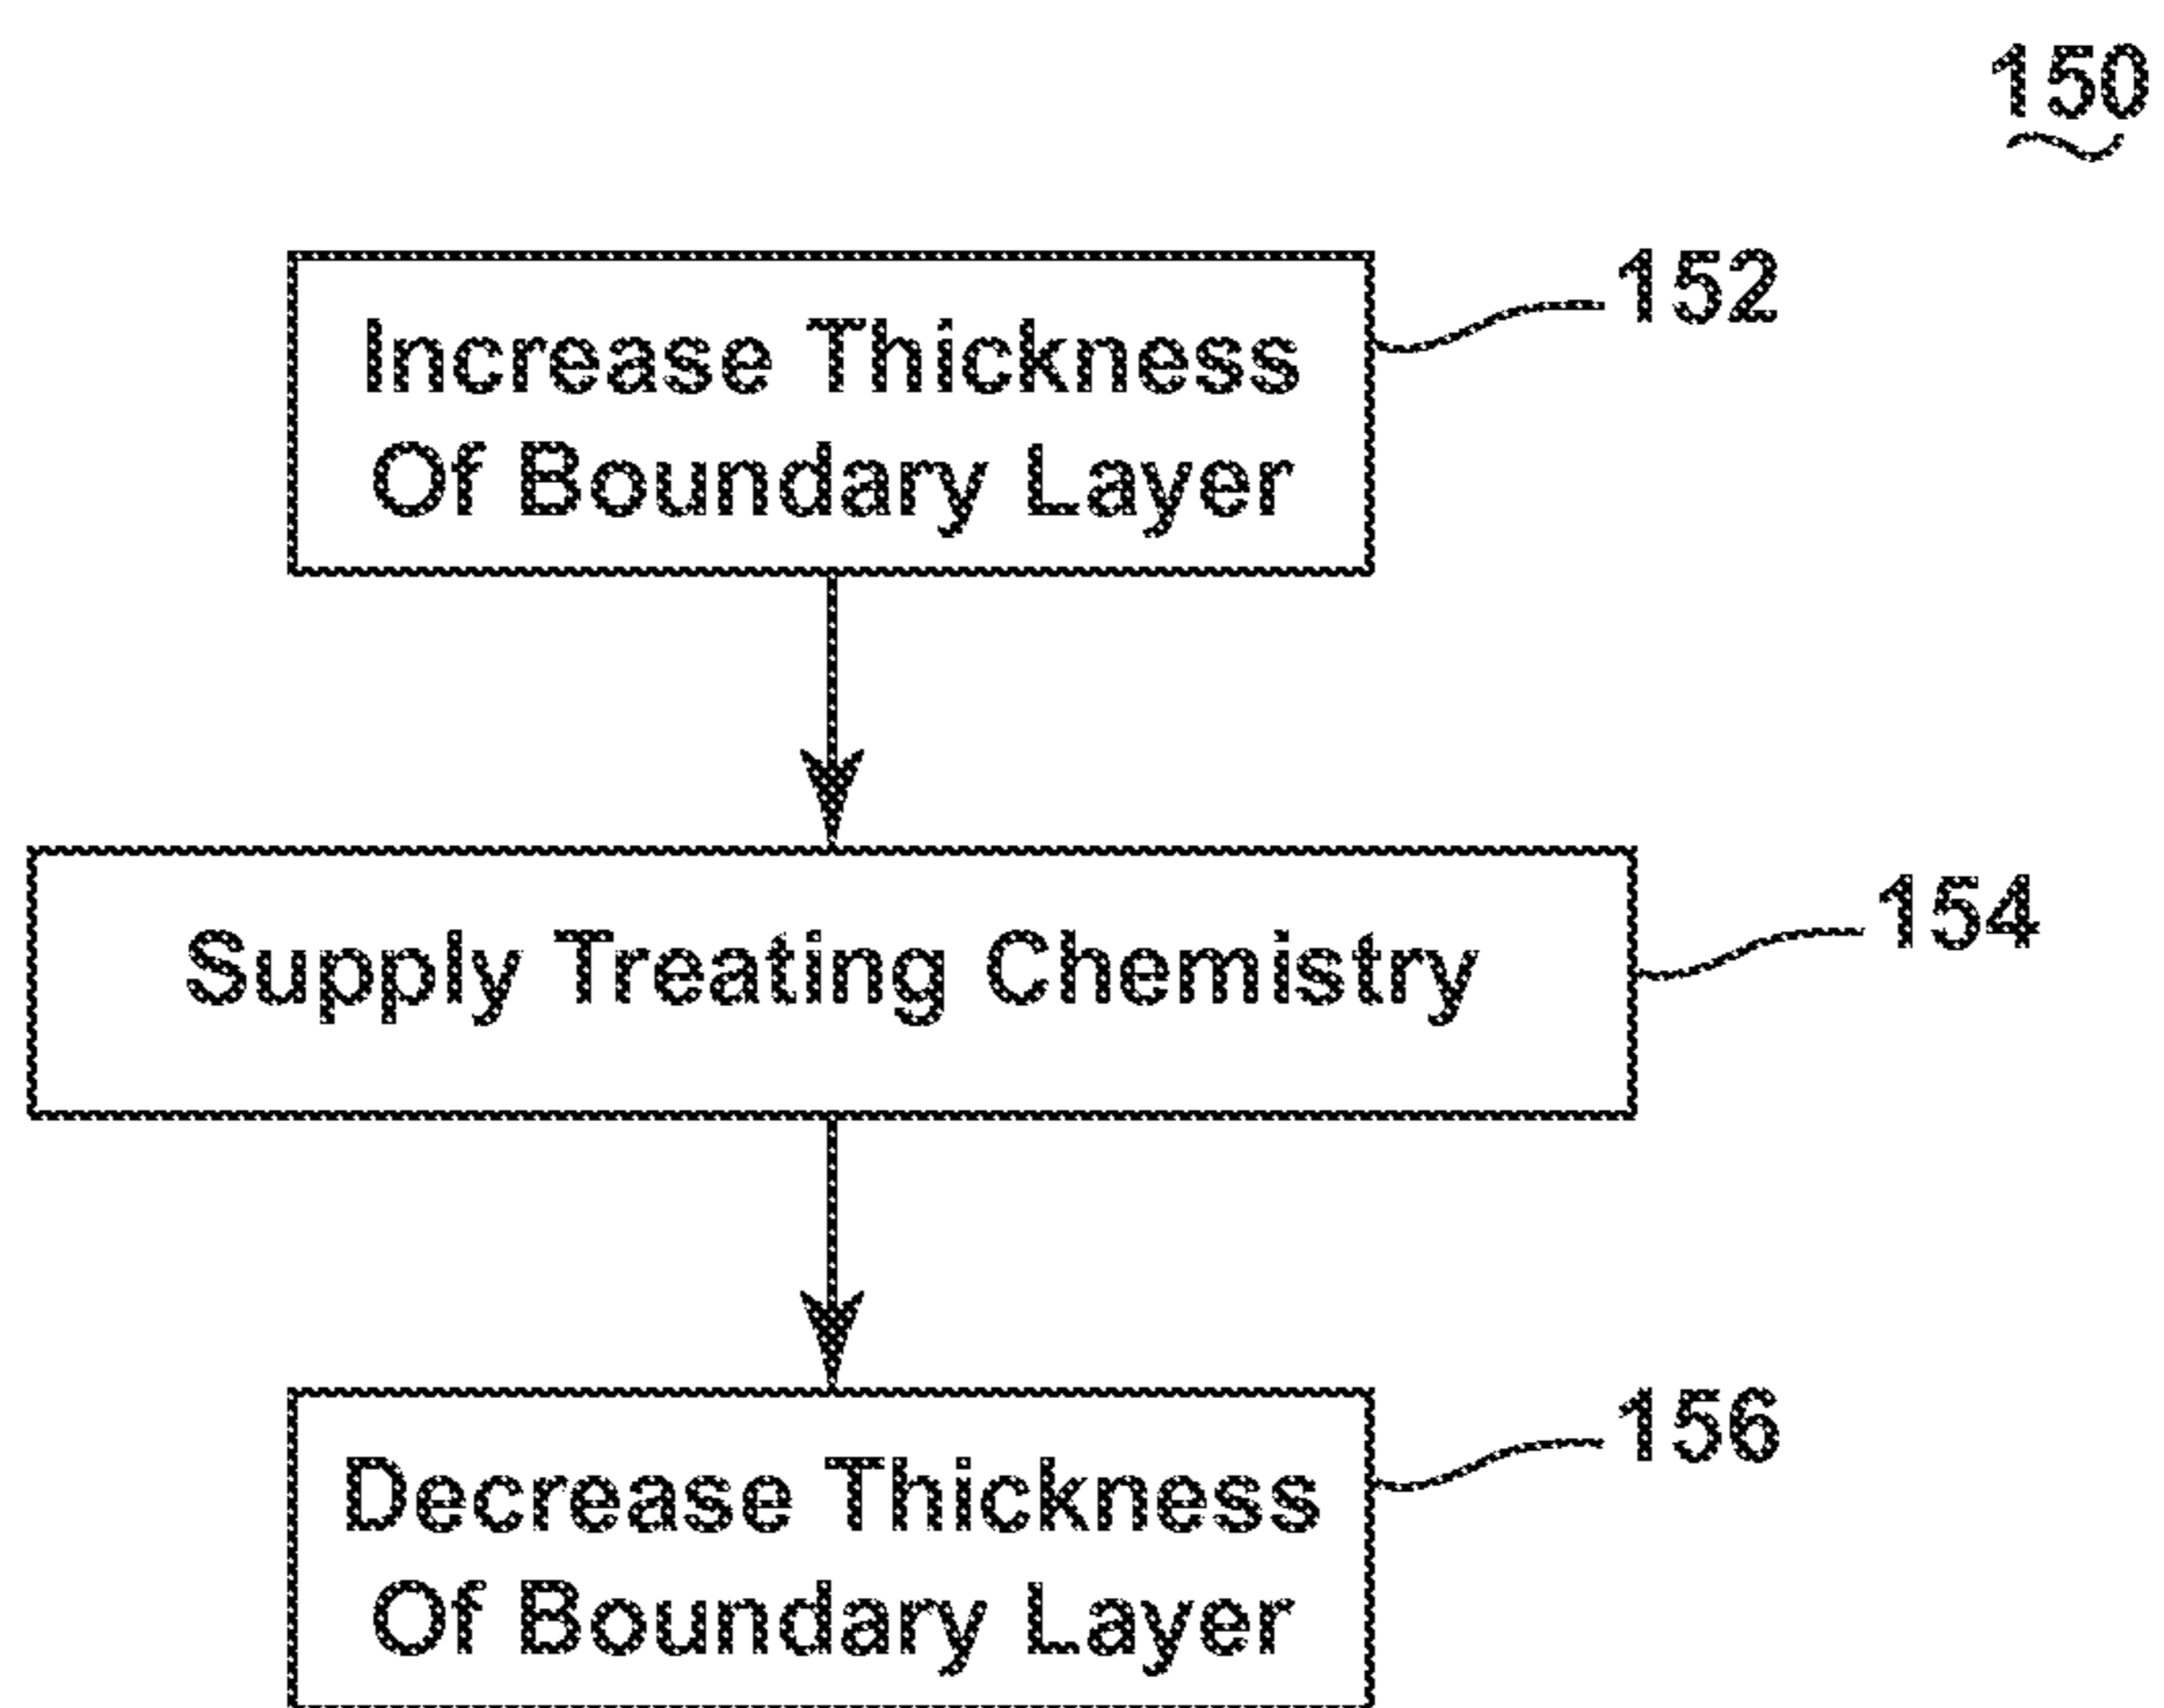 150
152
Increase Thickness
Of Boundary Layer
154
Supply Treating Chemistry
156
Decrease Thickness
Of Boundary Layer